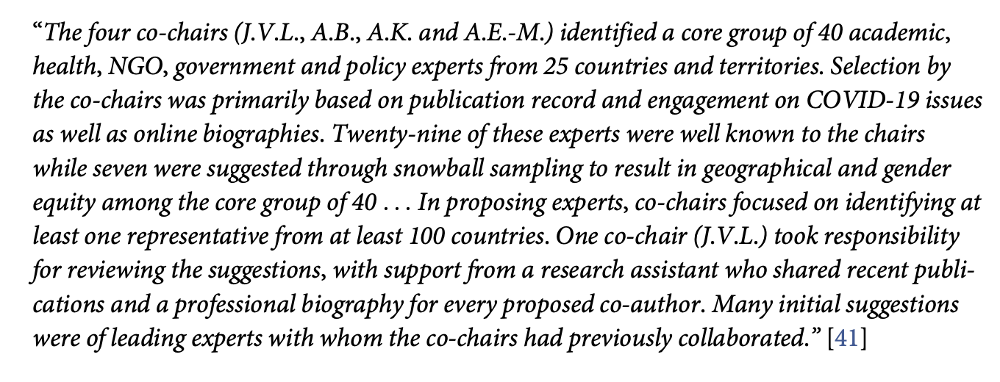 “The four co-chairs (J.V.L., A.B., A.K. and A.E.-M.) identified a core group of 40 academic,
health, NGO, government and policy experts from 25 countries and territories. Selection by
the co-chairs was primarily based on publication record and engagement on COVID-19 issues
as well as online biographies. Twenty-nine of these experts were well known to the chairs
while seven were suggested through snowball sampling to result in geographical and gender
equity among the core group of 40 . . . In proposing experts, co-chairs focused on identifying at
least one representative from at least 100 countries. One co-chair (J.V.L.) took responsibility
for reviewing the suggestions, with support from a research assistant who shared recent publi-
cations and a professional biography for every proposed co-author. Many initial suggestions
were of leading experts with whom the co-chairs had previously collaborated.” [41]